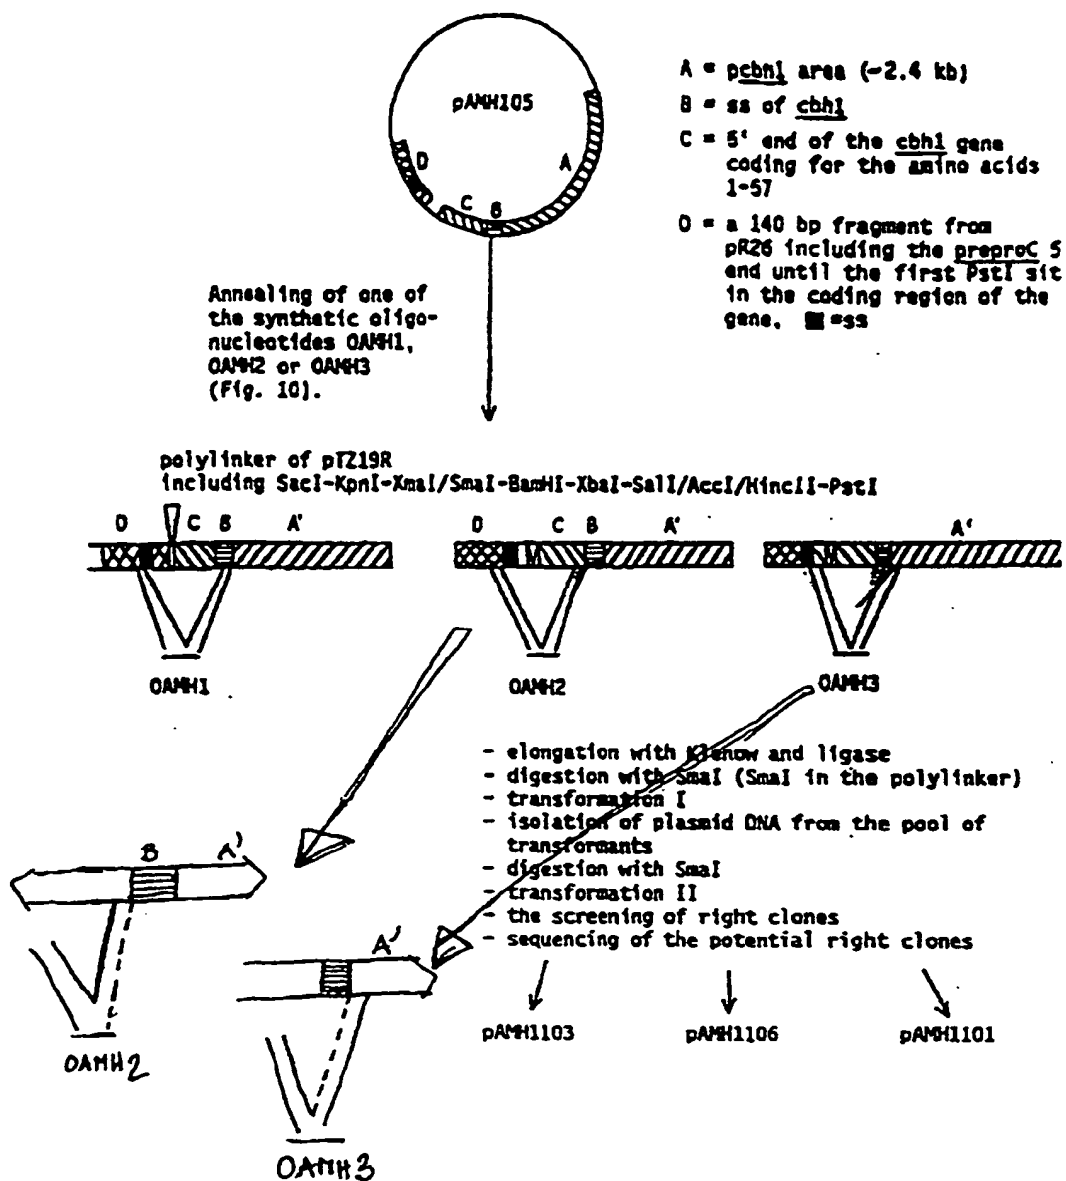 pAMH105
A
B
C
D
A = pcbn1 area (~2.4 kb)
B = ss of cbh1
C = 5' end of the cbh1 gene
coding for the amino acids
1-57
D = a 140 bp fragment from
pR26 including the preproC 5
end until the first PstI sit
in the coding region of the
gene. ■=ss
Annealing of one of
the synthetic oligo-
nucleotides OAMH1,
OAMH2 or OAMH3
(Fig. 10).
polylinker of pTZ19R
including SacI-KpnI-XmaI/SmaI-BamHI-XbaI-SalI/AccI/HincII-PstI
D C B A'
D C B A'
A'
OAMH1
OAMH2
OAMH3
- elongation with Klenow and ligase
- digestion with SmaI (SmaI in the polylinker)
- transformation I
- isolation of plasmid DNA from the pool of
transformants
- digestion with SmaI
- transformation II
- the screening of right clones
- sequencing of the potential right clones
B A'
OAMH2
A'
OAMH3
pAMH1103
pAMH1106
pAMH1101